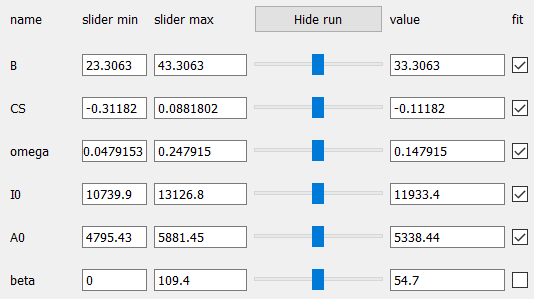 name slider min slider max Hide run value fit
B 23.3063 43.3063 33.3063
CS -0.31182 0.0881802 -0.11182
omega 0.0479153 0.247915 0.147915
I0 10739.9 13126.8 11933.4
A0 4795.43 5881.45 5338.44
beta 0 109.4 54.7